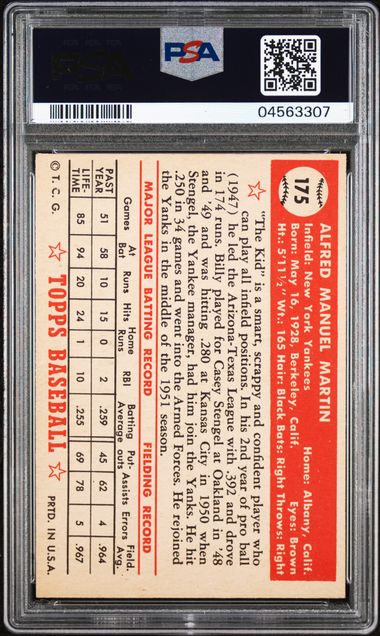 PSA
PSA
04563307
175
ALFRED MANUEL MARTIN
Infield: New York Yankees Home: Albany, Calif.
Born: May 16, 1928, Berkeley, Calif. Eyes: Brown
Ht.: 5'11½" Wt.: 165 Hair: Black Bats: Right Throws: Right
"The Kid" is a smart, scrappy and confident player who
can play all infield positions. In his 2nd year of pro ball
(1947) he led the Arizona-Texas League with .392 and drove
in 174 runs. Billy played for Casey Stengel at Oakland in '48
and '49 and was hitting .280 at Kansas City in 1950 when
Stengel, the Yankee manager, had him join the Yanks. He hit
.250 in 34 games and went into the Armed Forces. He rejoined
the Yanks in the middle of the 1951 season.
MAJOR LEAGUE BATTING RECORD FIELDING RECORD
Games At Bat Runs Hits Home Runs RBI Batting Average Put-outs Assists Errors Field. Avg.
PAST YEAR 51 58 10 15 0 2 .259 45 62 4 .964
LIFE-TIME 85 94 20 24 1 10 .255 69 78 5 .967
© T. C. G. TOPPS BASEBALL PRTD. IN U.S.A.